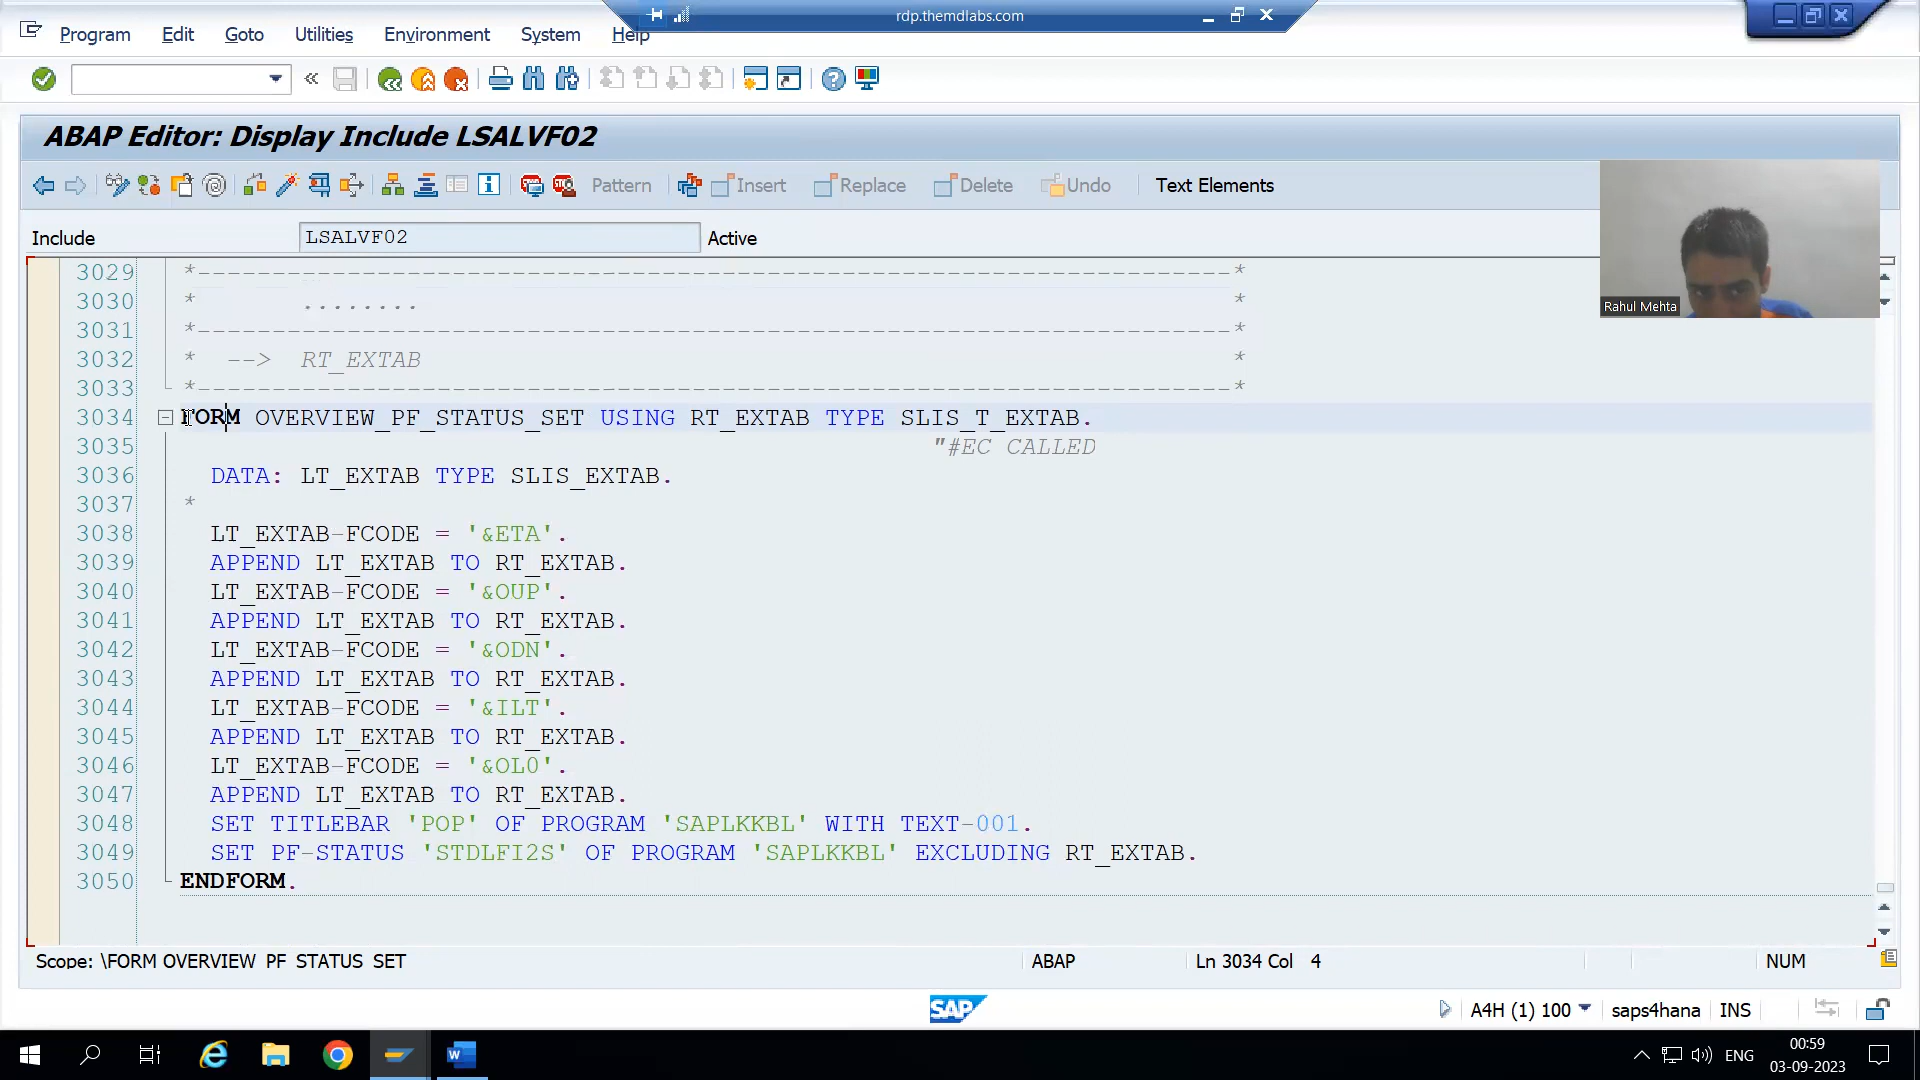 rdp.themdlabs.com
Program Edit Goto Utilities Environment System Help
ABAP Editor: Display Include LSALVF02
Pattern Insert Replace Delete Undo Text Elements
Include LSALVF02 Active
Rahul Mehta
3029 *----------------------------------------------------------------------*
3030 * ........ *
3031 *----------------------------------------------------------------------*
3032 * --> RT_EXTAB *
3033 *----------------------------------------------------------------------*
3034 FORM OVERVIEW_PF_STATUS_SET USING RT_EXTAB TYPE SLIS_T_EXTAB.
3035 "#EC CALLED
3036 DATA: LT_EXTAB TYPE SLIS_EXTAB.
3037 *
3038 LT_EXTAB-FCODE = '&ETA'.
3039 APPEND LT_EXTAB TO RT_EXTAB.
3040 LT_EXTAB-FCODE = '&OUP'.
3041 APPEND LT_EXTAB TO RT_EXTAB.
3042 LT_EXTAB-FCODE = '&ODN'.
3043 APPEND LT_EXTAB TO RT_EXTAB.
3044 LT_EXTAB-FCODE = '&ILT'.
3045 APPEND LT_EXTAB TO RT_EXTAB.
3046 LT_EXTAB-FCODE = '&OL0'.
3047 APPEND LT_EXTAB TO RT_EXTAB.
3048 SET TITLEBAR 'POP' OF PROGRAM 'SAPLKKBL' WITH TEXT-001.
3049 SET PF-STATUS 'STDLFI2S' OF PROGRAM 'SAPLKKBL' EXCLUDING RT_EXTAB.
3050 ENDFORM.
Scope: \FORM OVERVIEW_PF_STATUS_SET ABAP Ln 3034 Col 4 NUM
SAP A4H (1) 100 saps4hana INS
ENG 00:59
03-09-2023